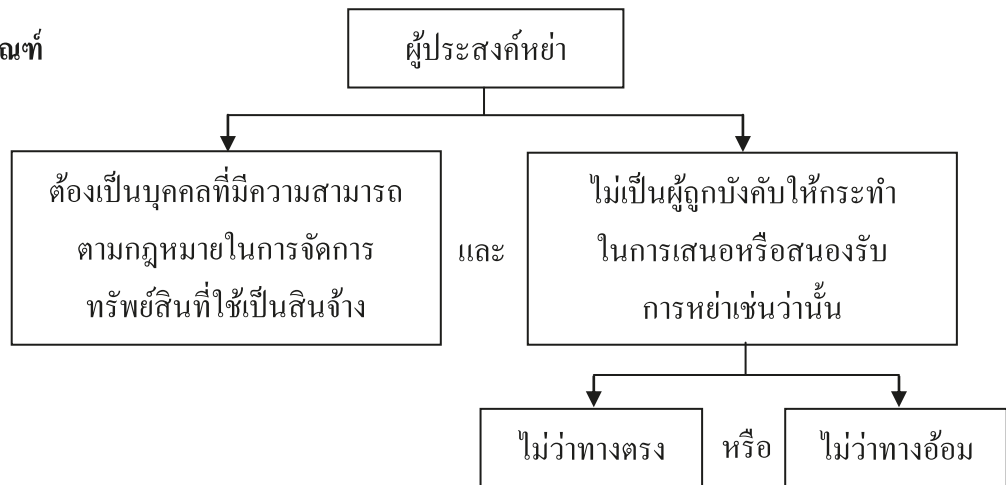 ณฑ์
ผู้ประสงค์หย่า
ต้องเป็นบุคคลที่มีความสามารถ
ตามกฎหมายในการจัดการ
ทรัพย์สินที่ใช้เป็นสินจ้าง
และ
ไม่เป็นผู้ถูกบังคับให้กระทำ
ในการเสนอหรือสนองรับ
การหย่าเช่นว่านั้น
ไม่ว่าทางตรง
หรือ
ไม่ว่าทางอ้อม